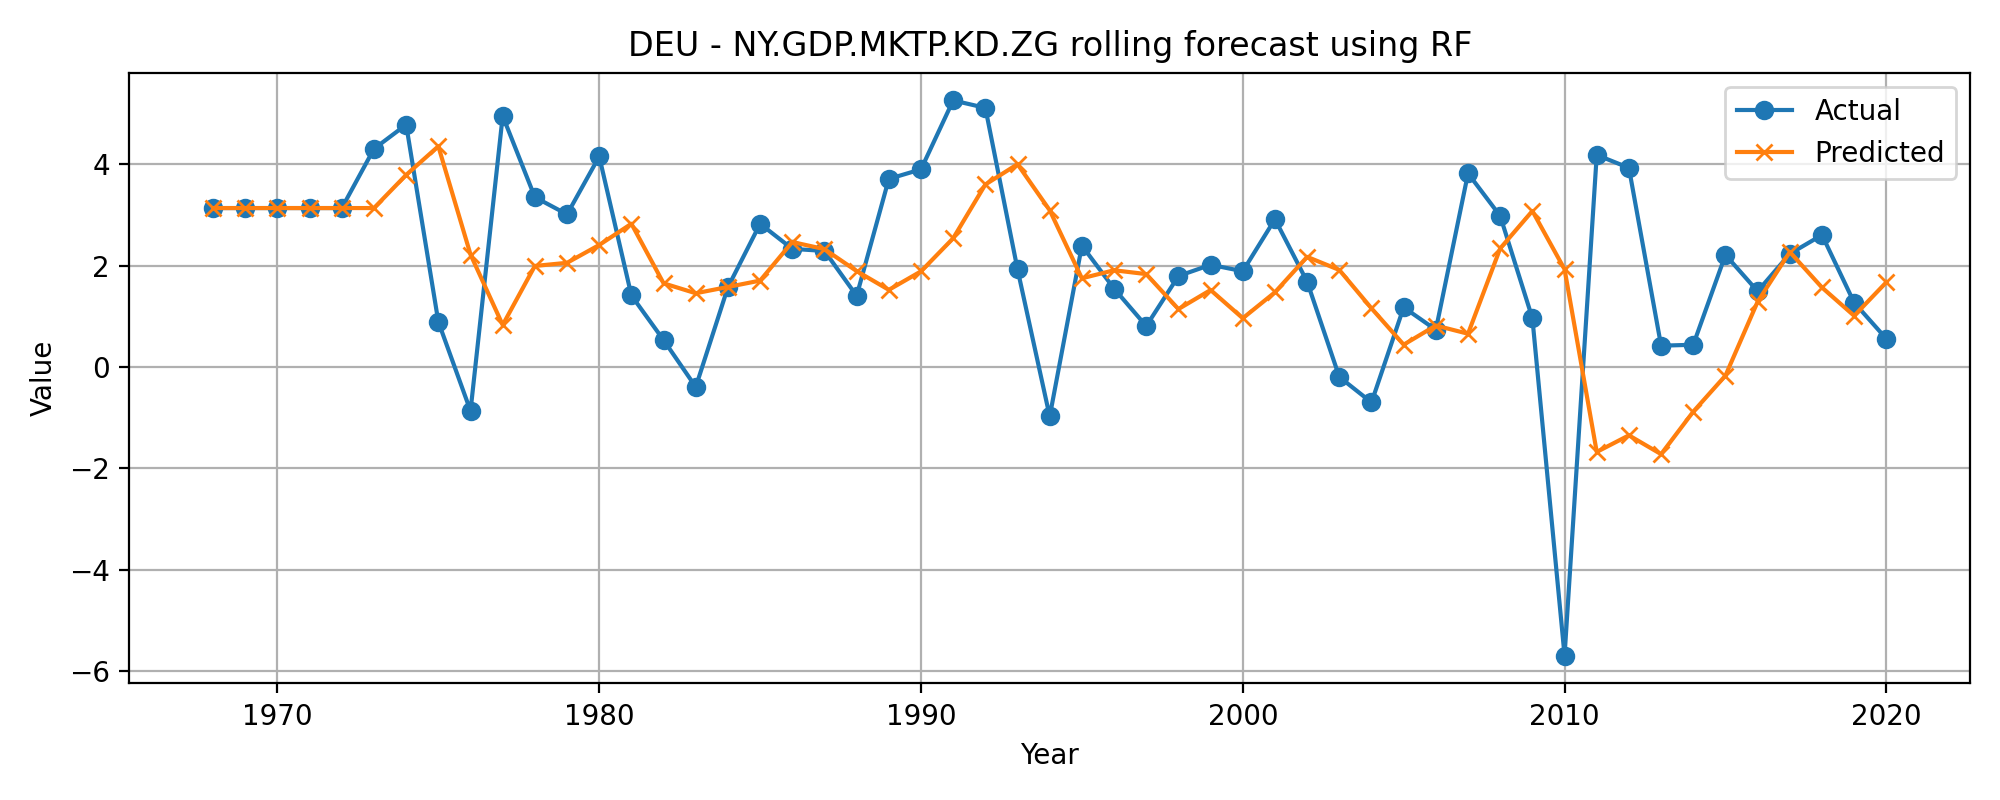 DEU - NY.GDP.MKTP.KD.ZG rolling forecast using RF
Actual
Predicted
4
2
0
−2
−4
−6
Value
1970 1980 1990 2000 2010 2020
Year